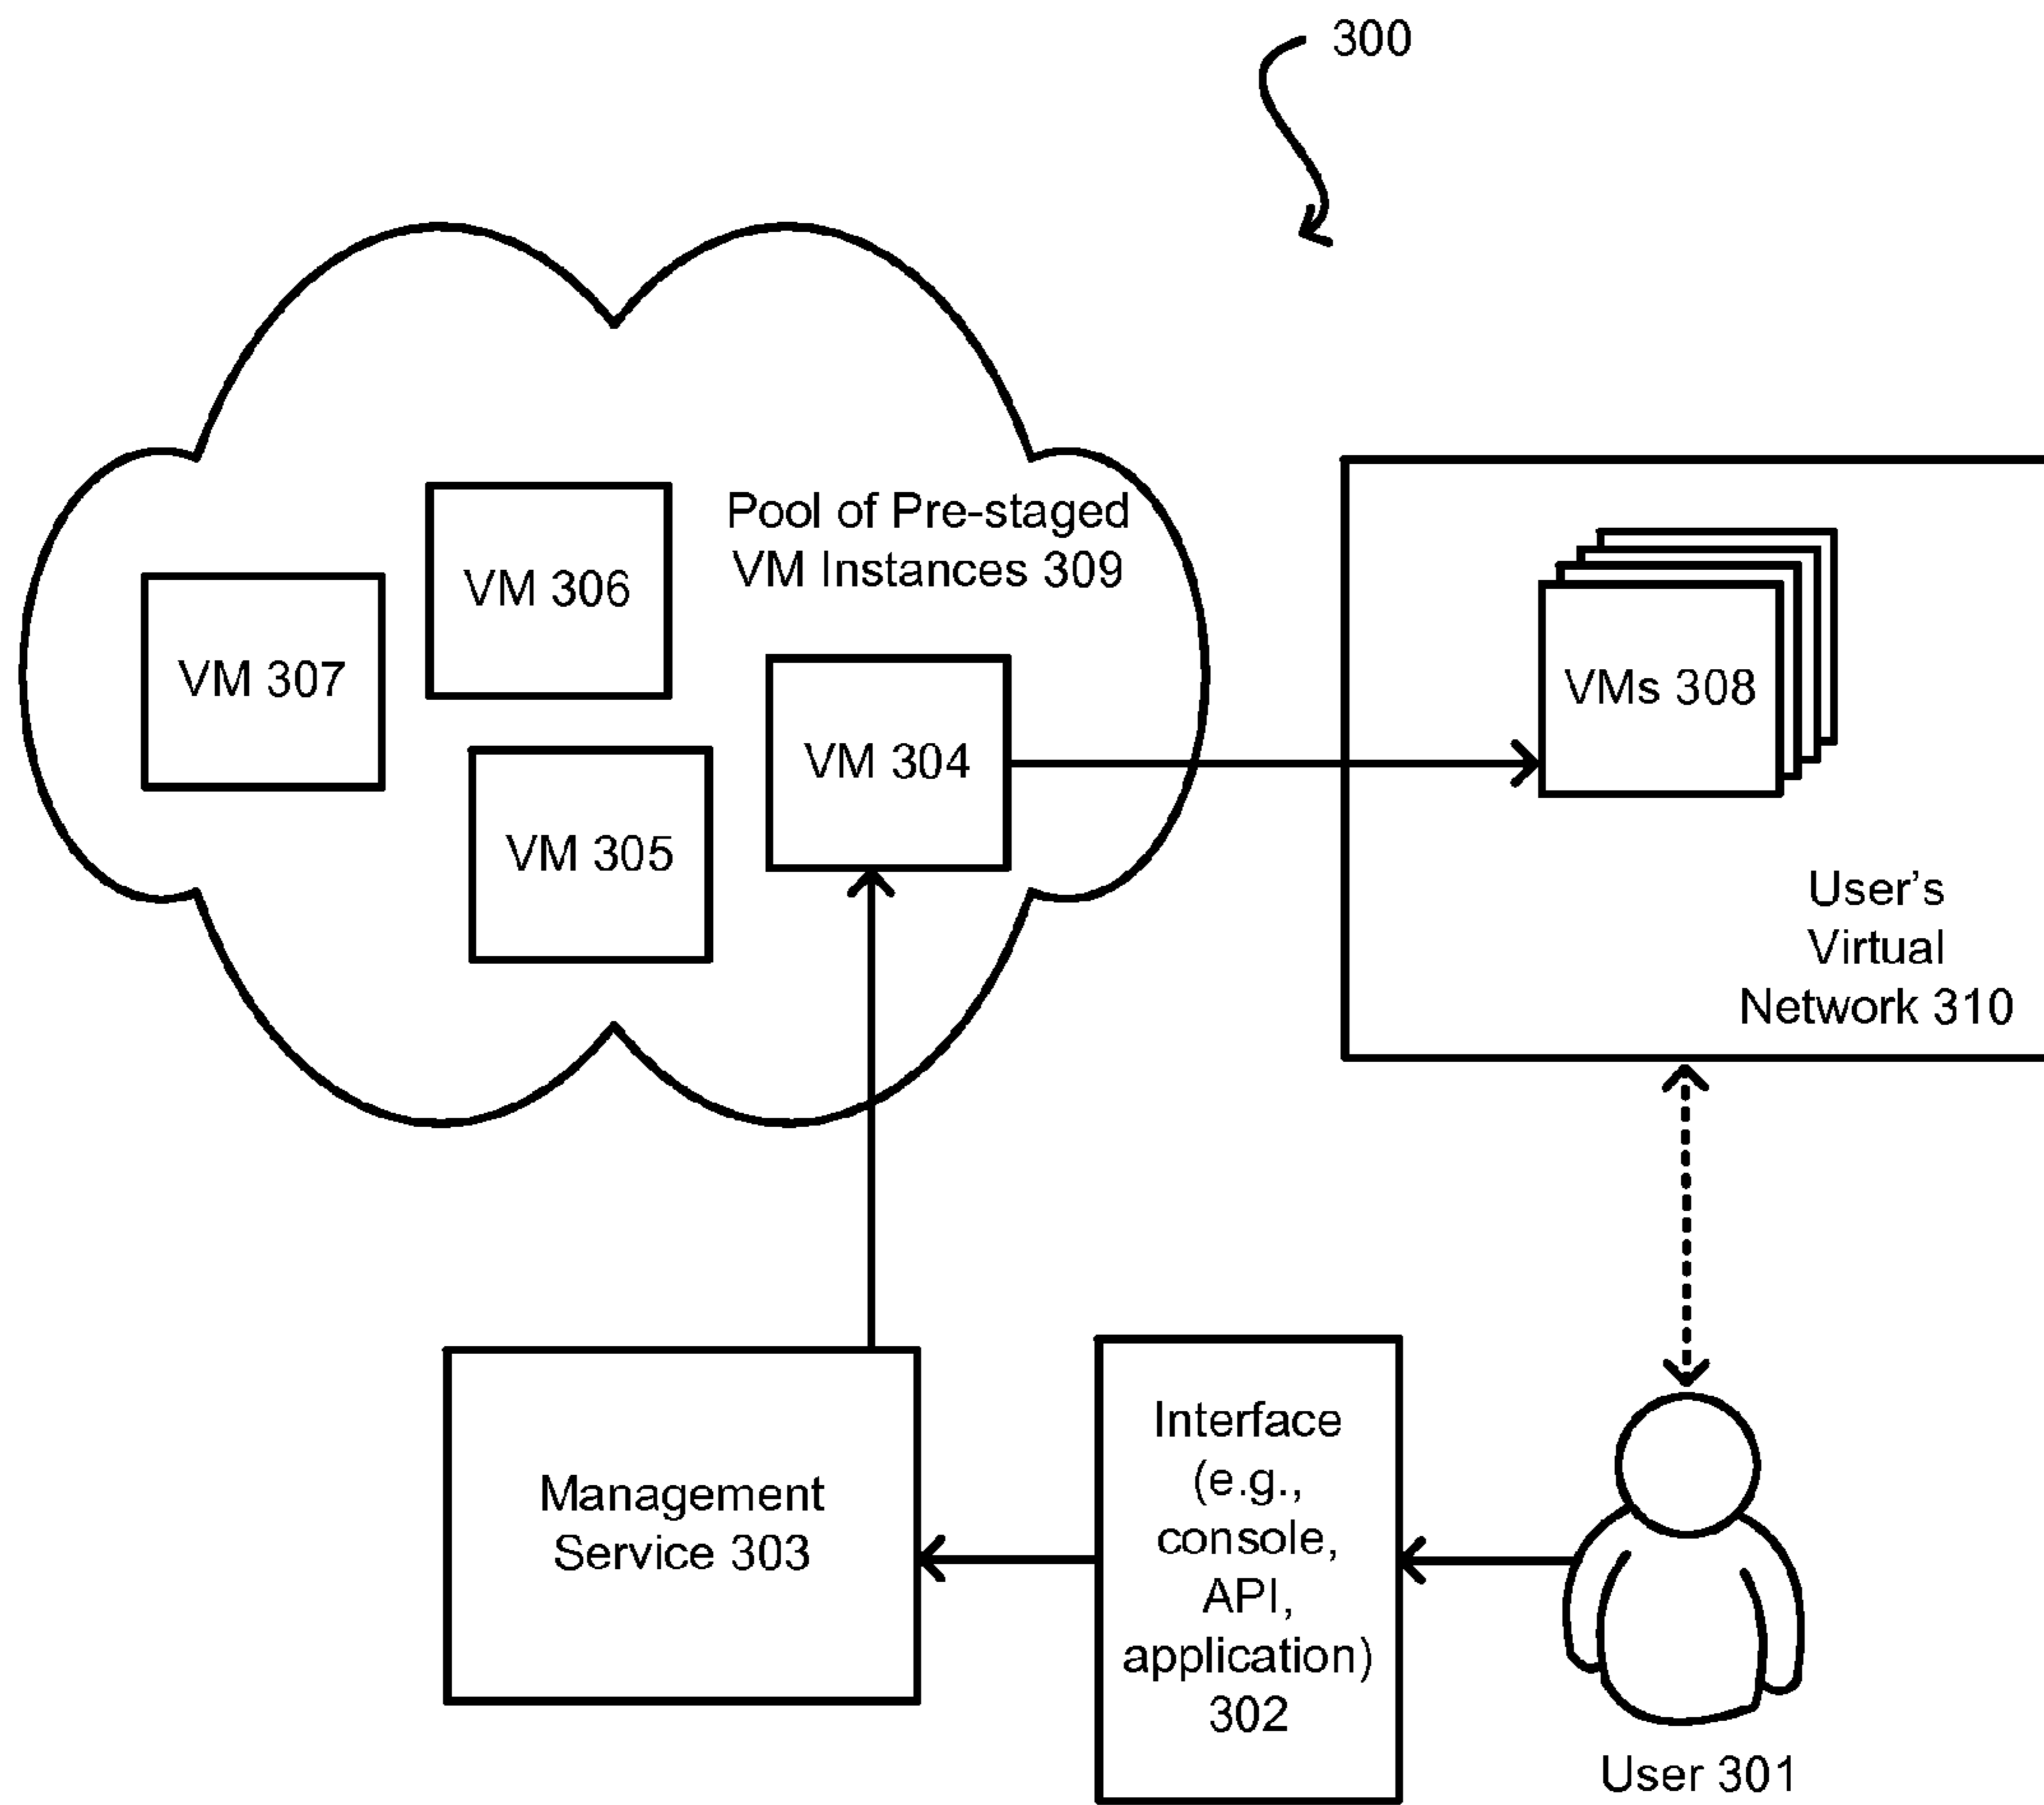 300
Pool of Pre-staged
VM Instances 309
VM 306
VM 307
VM 304
VM 305
VMs 308
User's
Virtual
Network 310
Management
Service 303
Interface
(e.g.,
console,
API,
application)
302
User 301